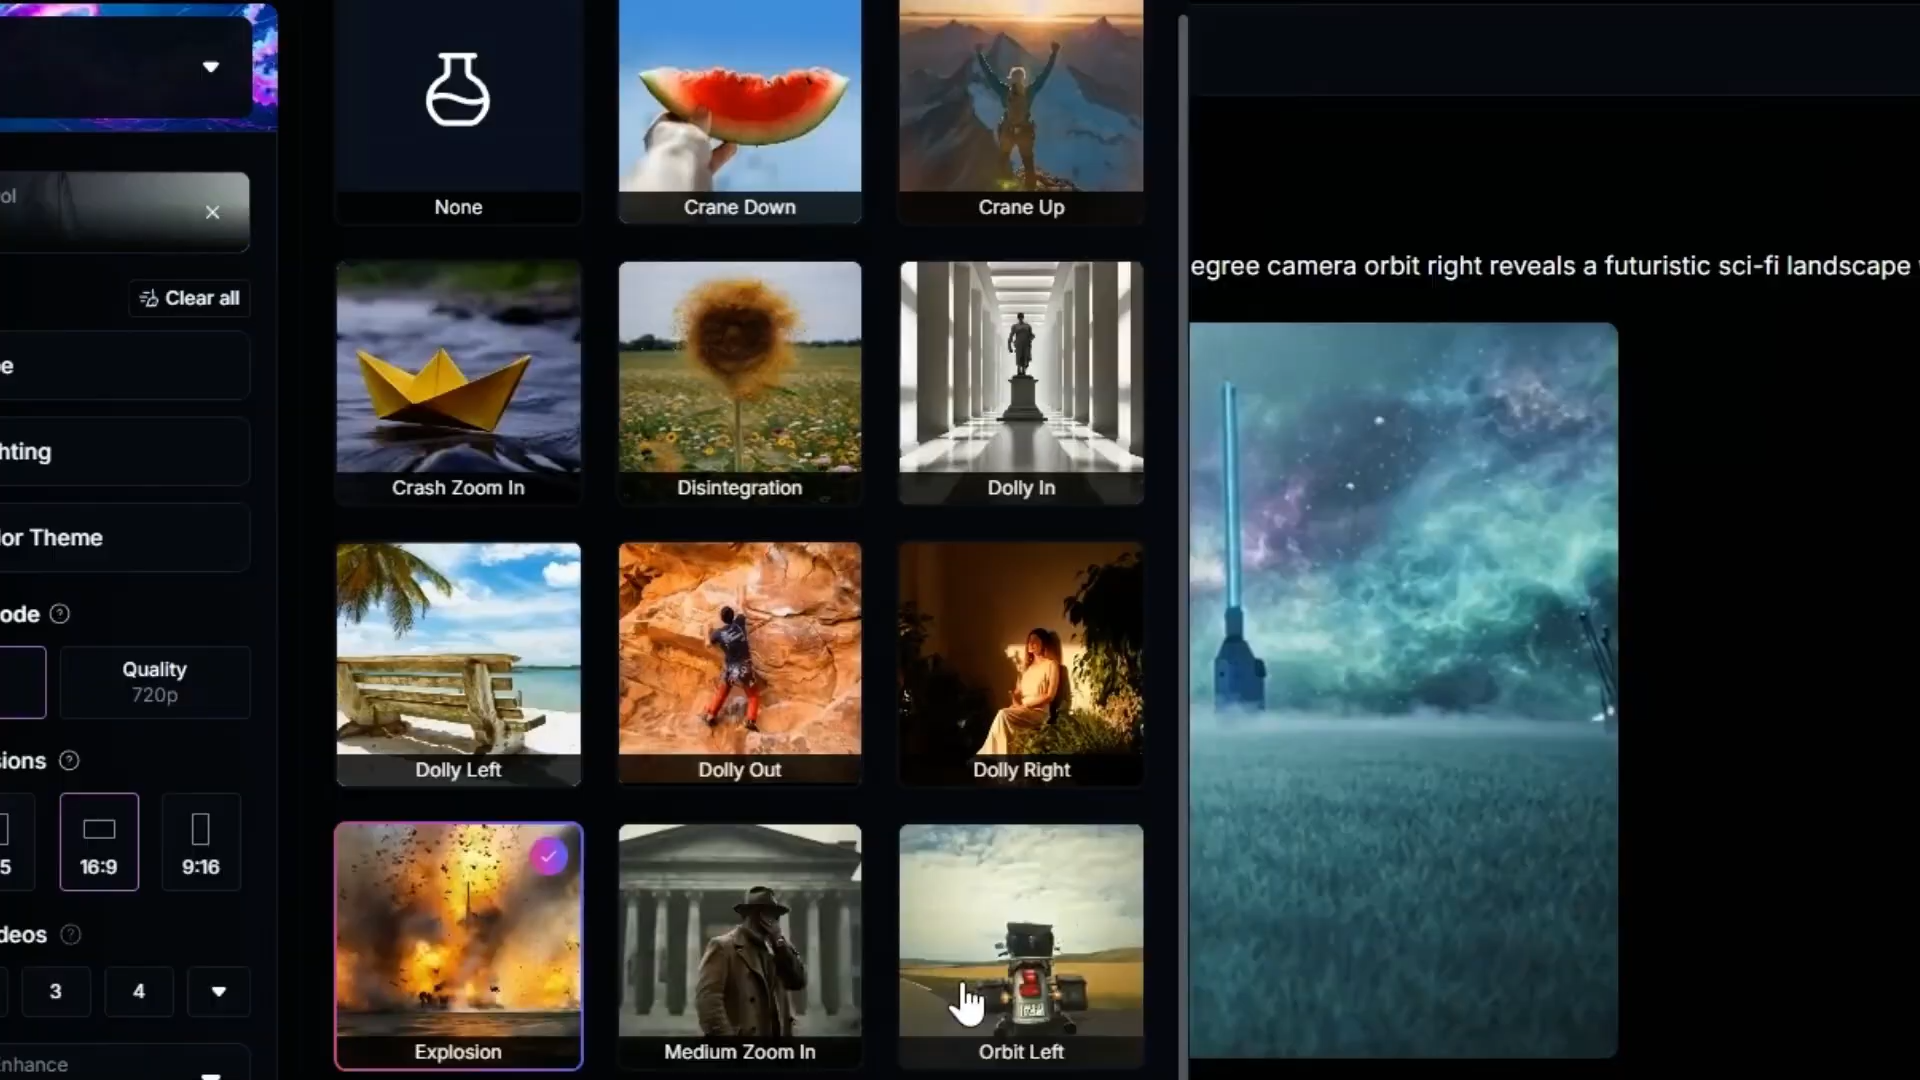 ol
Clear all
e
hting
or Theme
ode
Quality
720p
ions
5
16:9
9:16
deos
3
4
nhance
None
Crane Down
Crane Up
Crash Zoom In
Disintegration
Dolly In
Dolly Left
Dolly Out
Dolly Right
Explosion
Medium Zoom In
Orbit Left
egree camera orbit right reveals a futuristic sci-fi landscape